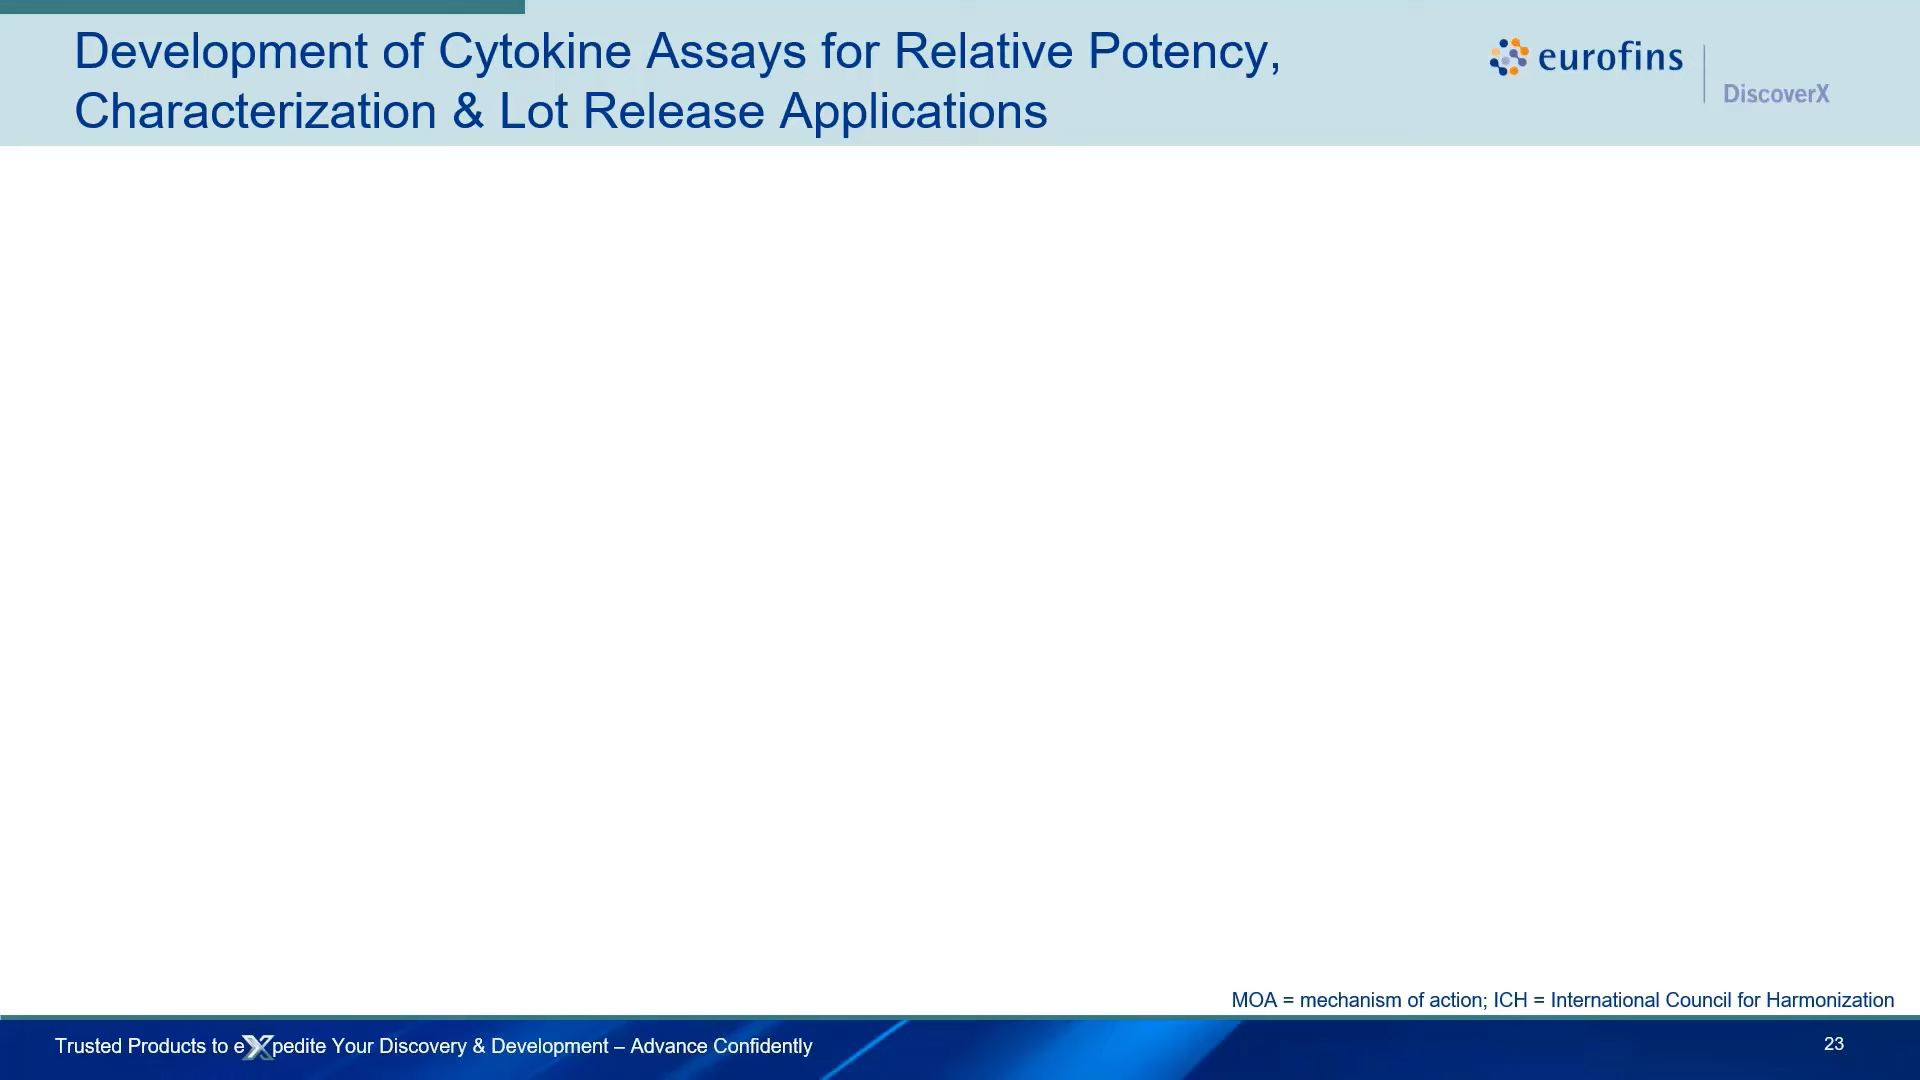 Development of Cytokine Assays for Relative Potency,
Characterization & Lot Release Applications
eurofins
DiscoverX
MOA = mechanism of action; ICH = International Council for Harmonization
Trusted Products to eXpedite Your Discovery & Development – Advance Confidently
23